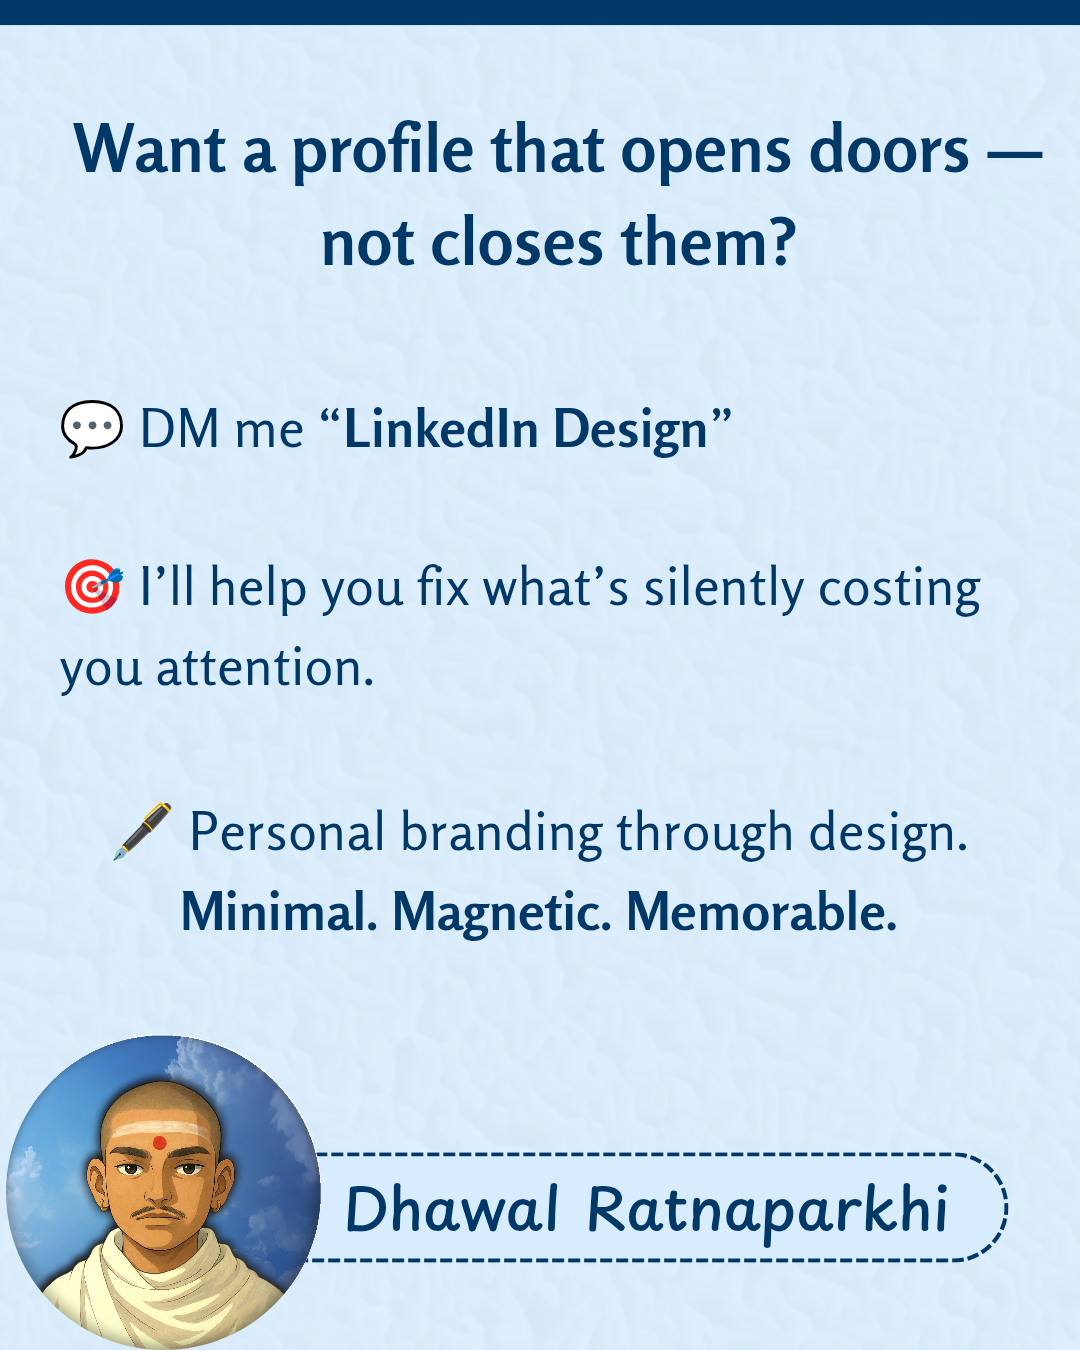 Want a profile that opens doors —
not closes them?
💬 DM me “LinkedIn Design”
🎯 I’ll help you fix what’s silently costing
you attention.
🖋️ Personal branding through design.
Minimal. Magnetic. Memorable.
Dhawal Ratnaparkhi